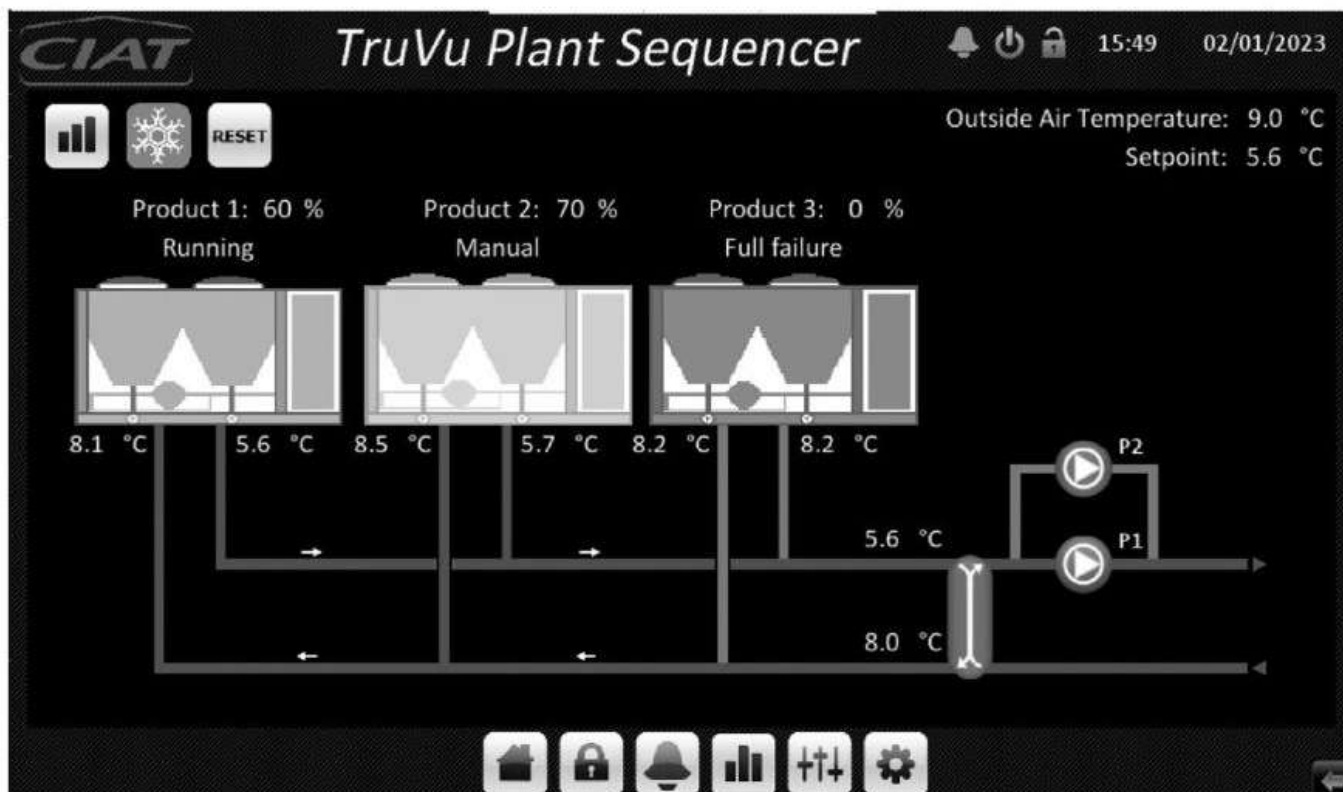 CIAT
TruVu Plant Sequencer
15:49 02/01/2023
RESET
Outside Air Temperature: 9.0 °C
Setpoint: 5.6 °C
Product 1: 60 % Product 2: 70 % Product 3: 0 %
Running Manual Full failure
8.1 °C 5.6 °C 8.5 °C 5.7 °C 8.2 °C 8.2 °C
P2
5.6 °C P1
8.0 °C